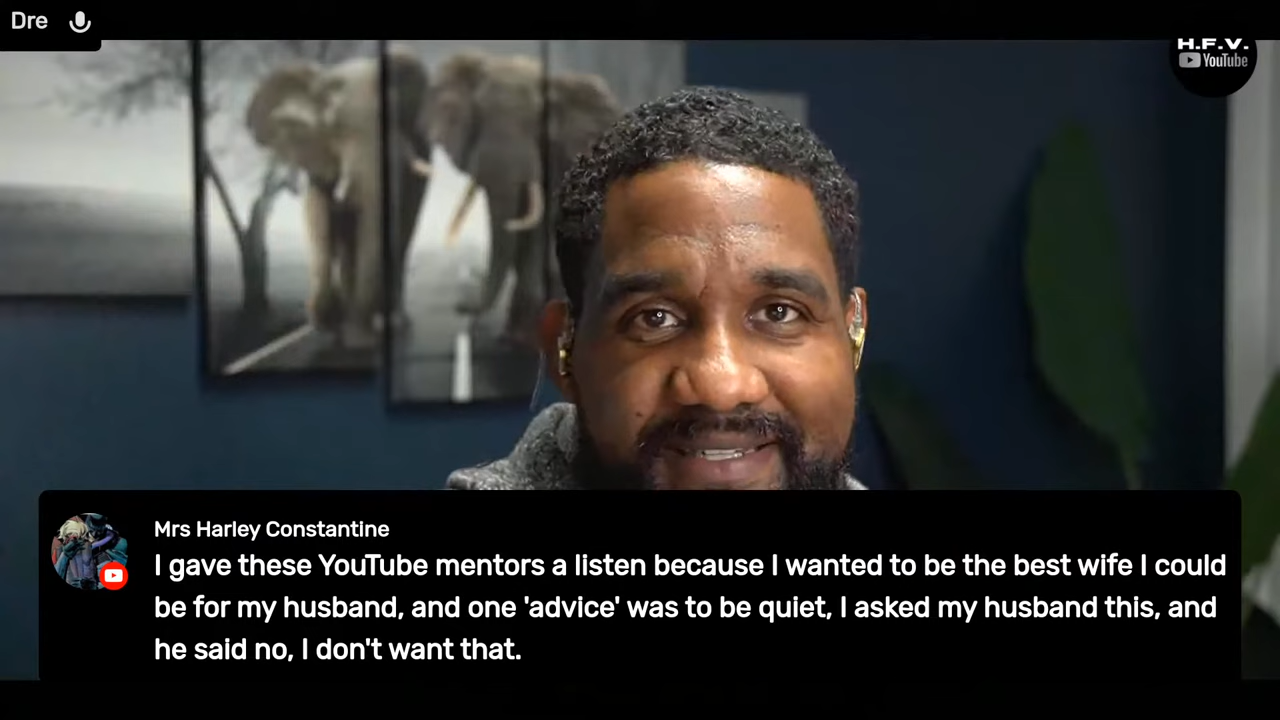 Dre
H.F.V.
YouTube
Mrs Harley Constantine
I gave these YouTube mentors a listen because I wanted to be the best wife I could
be for my husband, and one 'advice' was to be quiet, I asked my husband this, and
he said no, I don't want that.